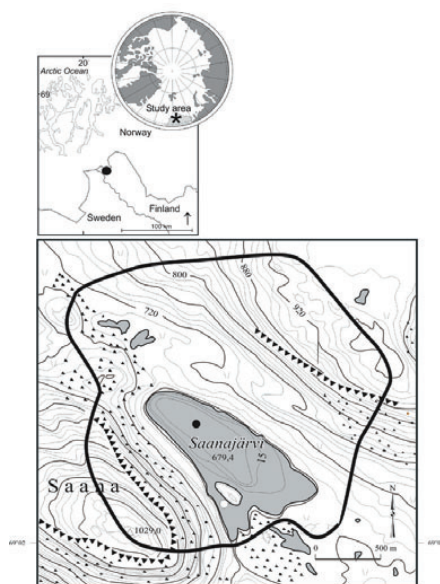 Arctic Ocean
20
69
Study area
Norway
Finland
Sweden
100 km
800
880
920
720
Saanajärvi
679,4
15
Saana
1029,0
N
0 500 m